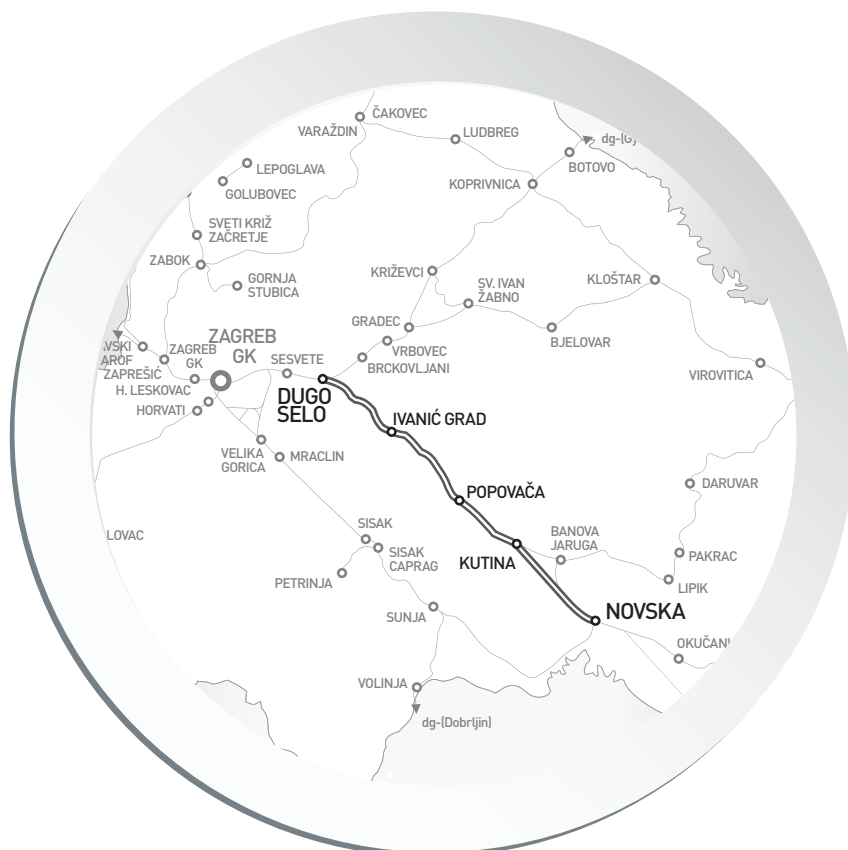 ČAKOVEC
VARAŽDIN
LUDBREG
dg-(G)
BOTOVO
LEPOGLAVA
GOLUBOVEC
KOPRIVNICA
SVETI KRIŽ
ZAČRETJE
ZABOK
GORNJA
STUBICA
KRIŽEVCI
SV. IVAN
ŽABNO
KLOŠTAR
GRADEC
VRBOVEC
BRCKOVLJANI
BJELOVAR
VIROVITICA
ZAGREB
GK
SESVETE
AVSKI
AROF
ZAGREB
GK
ZAPREŠIĆ
H. LESKOVAC
HORVATI
DUGO
SELO
IVANIĆ GRAD
VELIKA
GORICA
MRACLIN
POPOVAČA
DARUVAR
LOVAC
SISAK
SISAK
CAPRAG
PETRINJA
BANOVA
JARUGA
KUTINA
PAKRAC
LIPIK
SUNJA
NOVSKA
OKUČANI
VOLINJA
dg-(Dobrljin)